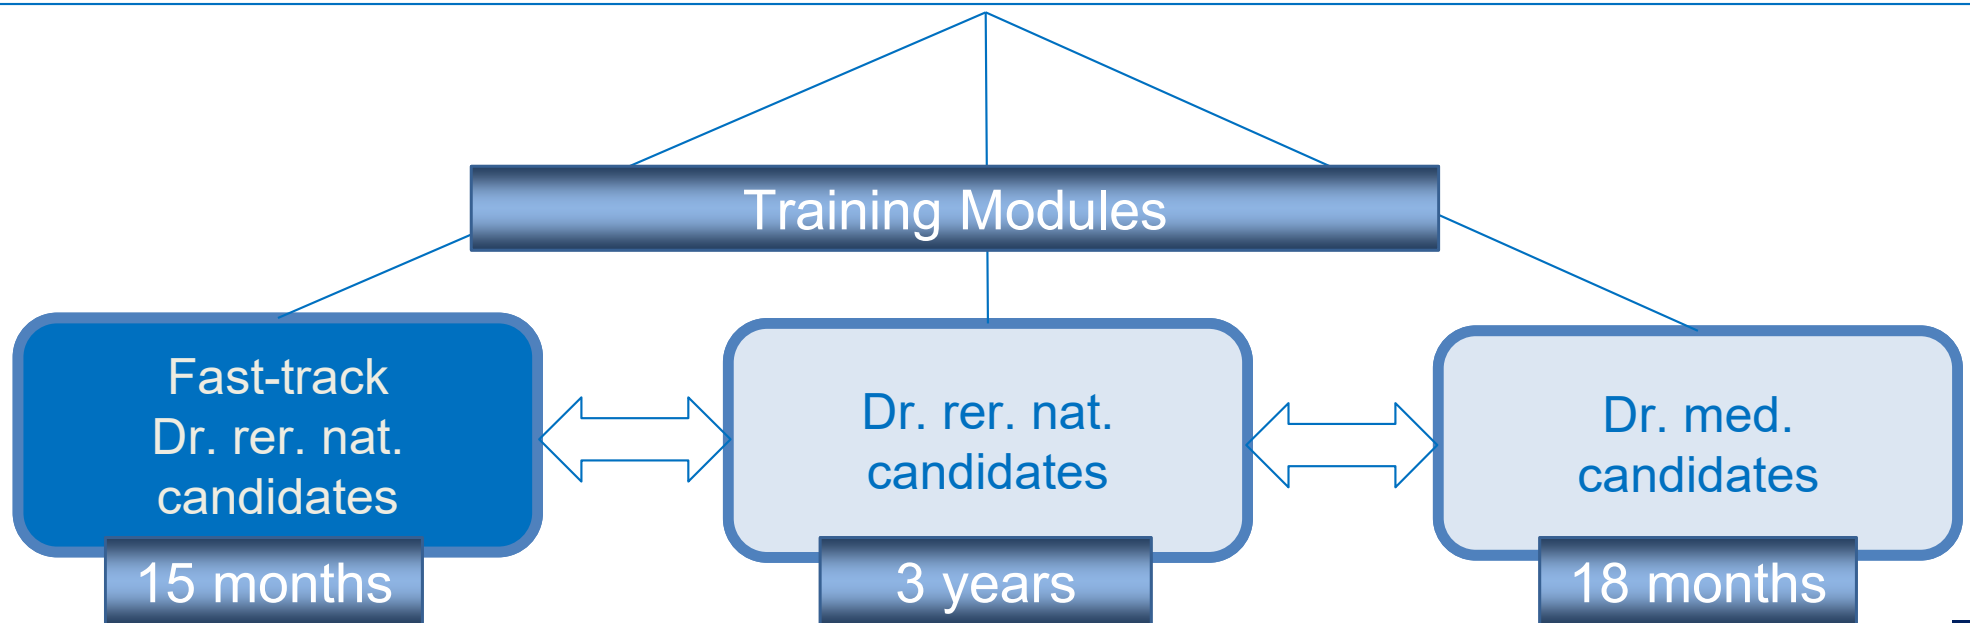 Training Modules
Fast-track
Dr. rer. nat.
candidates
15 months
Dr. rer. nat.
candidates
3 years
Dr. med.
candidates
18 months